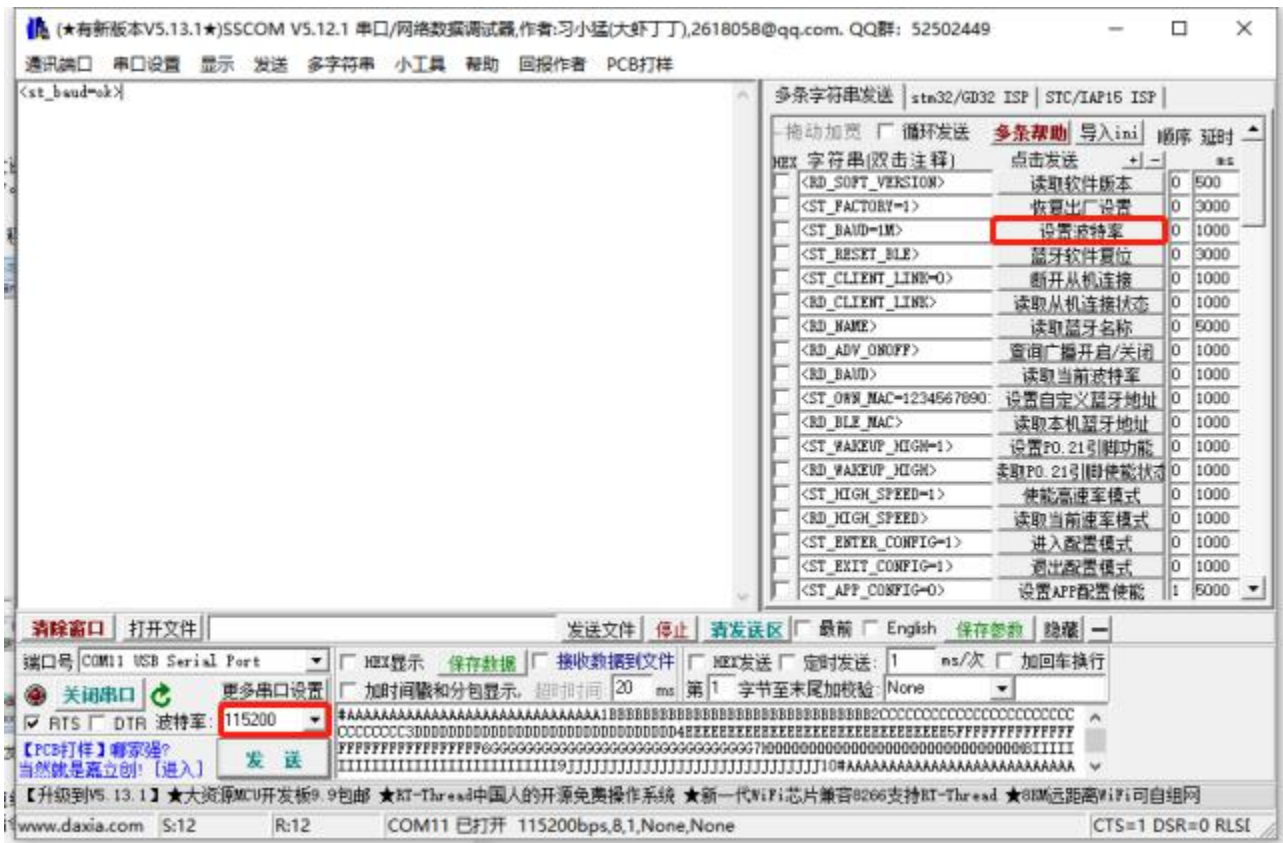 (★有新版本V5.13.1★)SSCOM V5.12.1 串口/网络数据调试器,作者:习小猛(大虾丁丁),2618058@qq.com. QQ群: 52502449
通讯端口 串口设置 显示 发送 多字符串 小工具 帮助 回报作者 PCB打样
<st_baud=ok>
多条字符串发送 stm32/GD32 ISP STC/IAP15 ISP
拖动加宽 循环发送 多条帮助 导入ini 顺序 延时
HEX 字符串(双击注释) 点击发送 + - ms
<RD_SOFT_VERSION> 读取软件版本 0 500
<ST_FACTORY=1> 恢复出厂设置 0 3000
<ST_BAUD=1M> 设置波特率 0 1000
<ST_RESET_BLE> 蓝牙软件复位 0 3000
<ST_CLIENT_LINK=0> 断开从机连接 0 1000
<RD_CLIENT_LINK> 读取从机连接状态 0 1000
<RD_NAME> 读取蓝牙名称 0 5000
<RD_ADV_ONOFF> 查询广播开启/关闭 0 1000
<RD_BAUD> 读取当前波特率 0 1000
<ST_OWN_MAC=1234567890 设置自定义蓝牙地址 0 1000
<RD_BLE_MAC> 读取本机蓝牙地址 0 1000
<ST_WAKEUP_HIGH=1> 设置P0.21引脚功能 0 1000
<RD_WAKEUP_HIGH> 读取P0.21引脚使能状态 0 1000
<ST_HIGH_SPEED=1> 使能高速率模式 0 1000
<RD_HIGH_SPEED> 读取当前速率模式 0 1000
<ST_ENTER_CONFIG=1> 进入配置模式 0 1000
<ST_EXIT_CONFIG=1> 退出配置模式 0 1000
<ST_APP_CONFIG=0> 设置APP配置使能 1 5000
清除窗口 打开文件 发送文件 停止 清发送区 最前 English 保存参数 隐藏 —
端口号 COM11 USB Serial Port HEX显示 保存数据 接收数据到文件 HEX发送 定时发送: 1 ms/次 加回车换行
关闭串口 更多串口设置 加时间戳和分包显示, 超时时间 20 ms 第 1 字节至末尾加校验: None
RTS DTR 波特率: 115200
【PCB打样】哪家强?
当然就是嘉立创! [进入]
发 送
【升级到V5.13.1】★大资源MCU开发板9.9包邮 ★RT-Thread中国人的开源免费操作系统 ★新一代WiFi芯片兼容8266支持RT-Thread ★8KM远距离WiFi可自组网
www.daxia.com S:12 R:12 COM11 已打开 115200bps,8,1,None,None CTS=1 DSR=0 RLSI